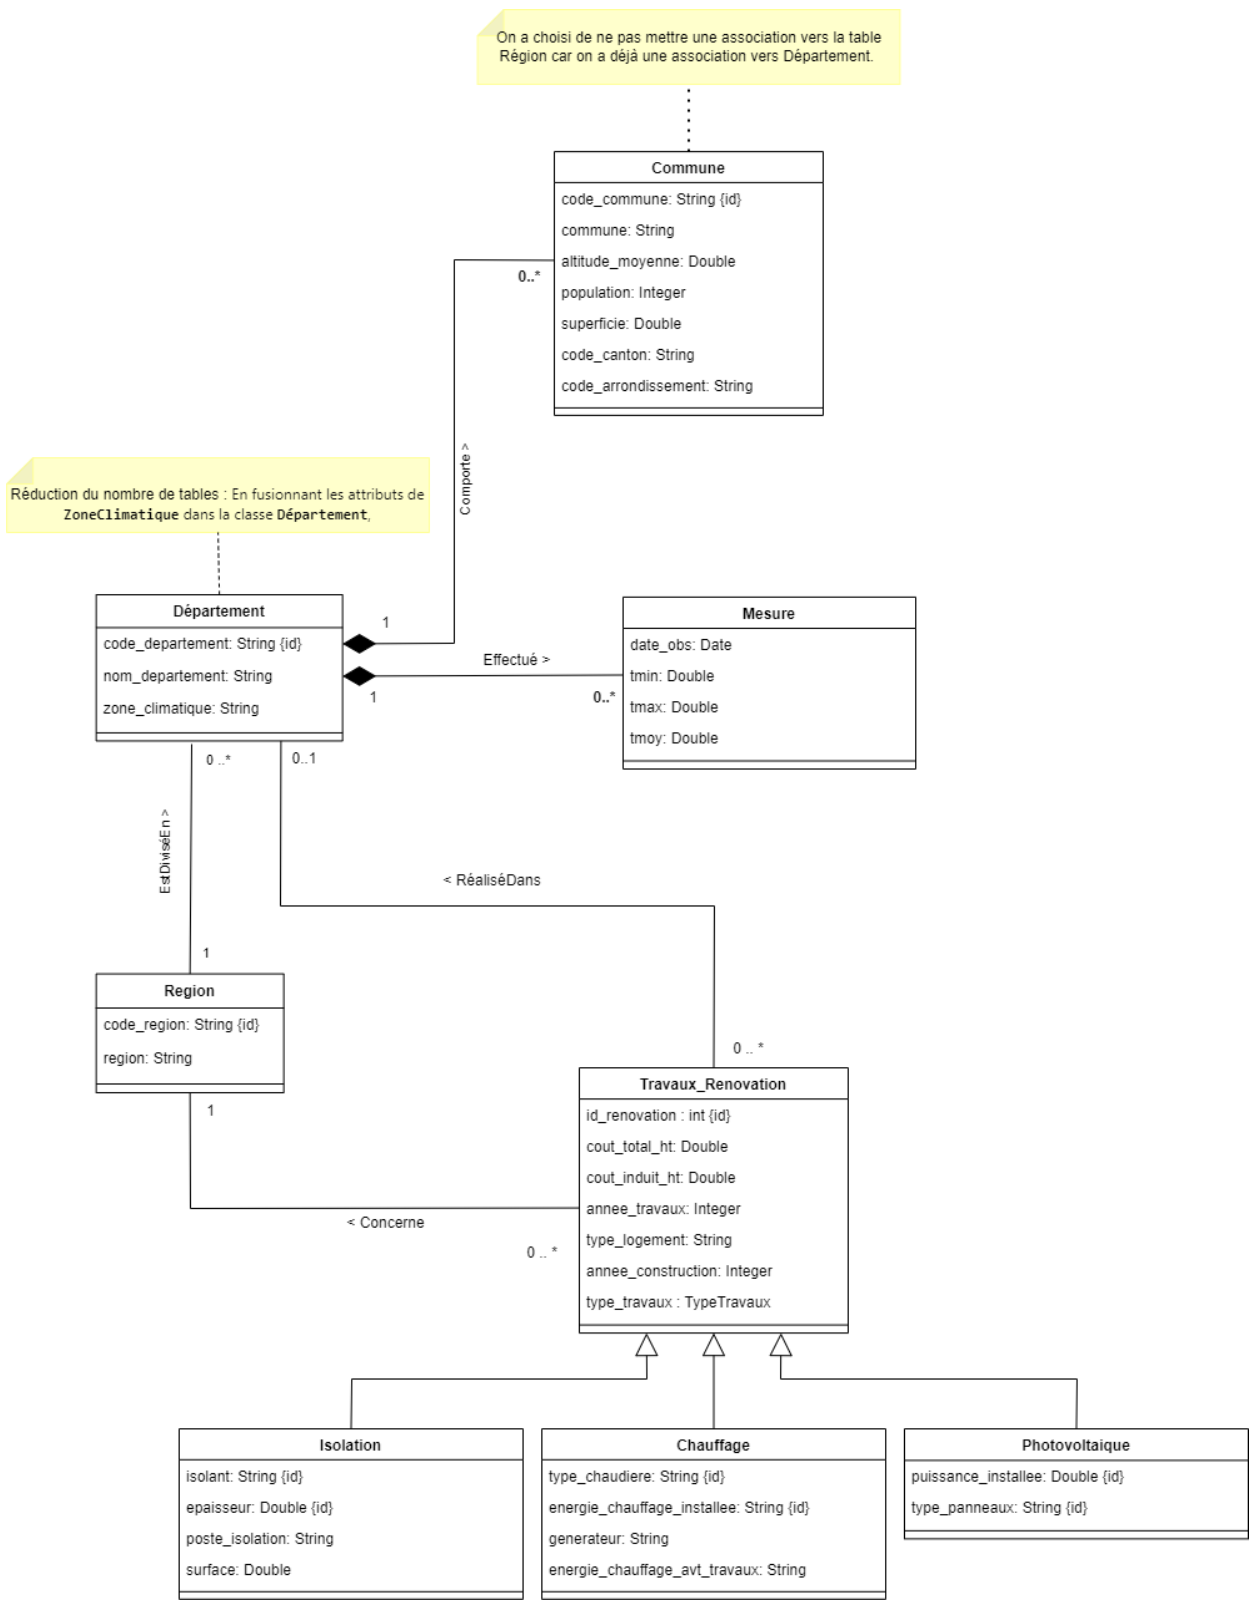 On a choisi de ne pas mettre une association vers la table
Région car on a déjà une association vers Département.
Commune
code_commune: String {id}
commune: String
altitude_moyenne: Double
population: Integer
superficie: Double
code_canton: String
code_arrondissement: String
0..*
Comporte >
Réduction du nombre de tables : En fusionnant les attributs de
ZoneClimatique dans la classe Département,
Département
code_departement: String {id}
nom_departement: String
zone_climatique: String
1
Effectué >
1
0..*
Mesure
date_obs: Date
tmin: Double
tmax: Double
tmoy: Double
0 ..*
0..1
EstDiviséEn >
< RéaliséDans
1
Region
code_region: String {id}
region: String
1
0 .. *
< Concerne
0 .. *
Travaux_Renovation
id_renovation : int {id}
cout_total_ht: Double
cout_induit_ht: Double
annee_travaux: Integer
type_logement: String
annee_construction: Integer
type_travaux : TypeTravaux
Isolation
isolant: String {id}
epaisseur: Double {id}
poste_isolation: String
surface: Double
Chauffage
type_chaudiere: String {id}
energie_chauffage_installee: String {id}
generateur: String
energie_chauffage_avt_travaux: String
Photovoltaique
puissance_installee: Double {id}
type_panneaux: String {id}